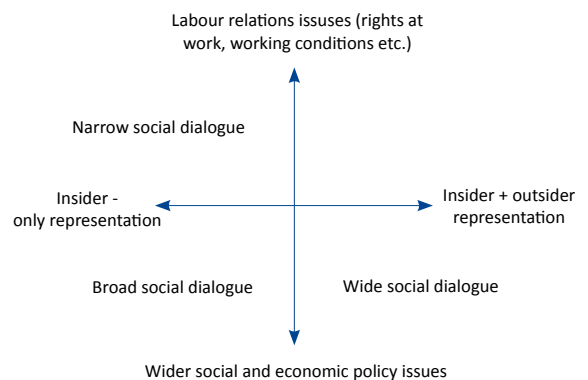 Labour relations issuses (rights at
work, working conditions etc.)
Narrow social dialogue
Insider -
only representation
Insider + outsider
representation
Broad social dialogue
Wide social dialogue
Wider social and economic policy issues